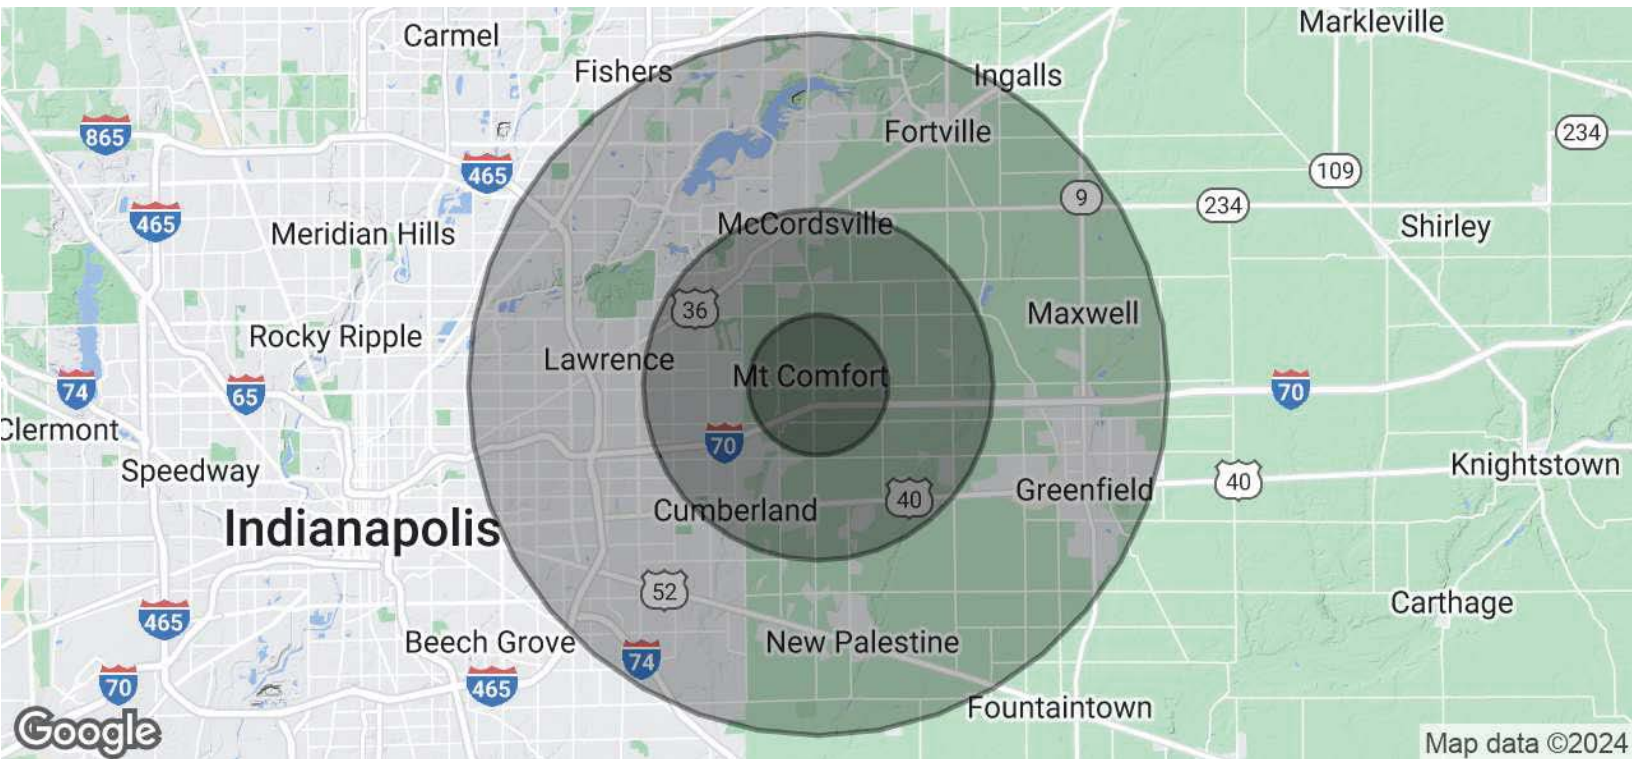 Markleville
Carmel
Fishers
Ingalls
Fortville
865
234
465
109
9
234
465
McCordsville
Shirley
Meridian Hills
36
Maxwell
Rocky Ripple
Lawrence
Mt Comfort
74
65
70
Clermont
70
Speedway
Knightstown
40
Greenfield
40
Cumberland
Indianapolis
52
Carthage
465
Beech Grove
New Palestine
74
70
465
Fountaintown
Google
Map data ©2024